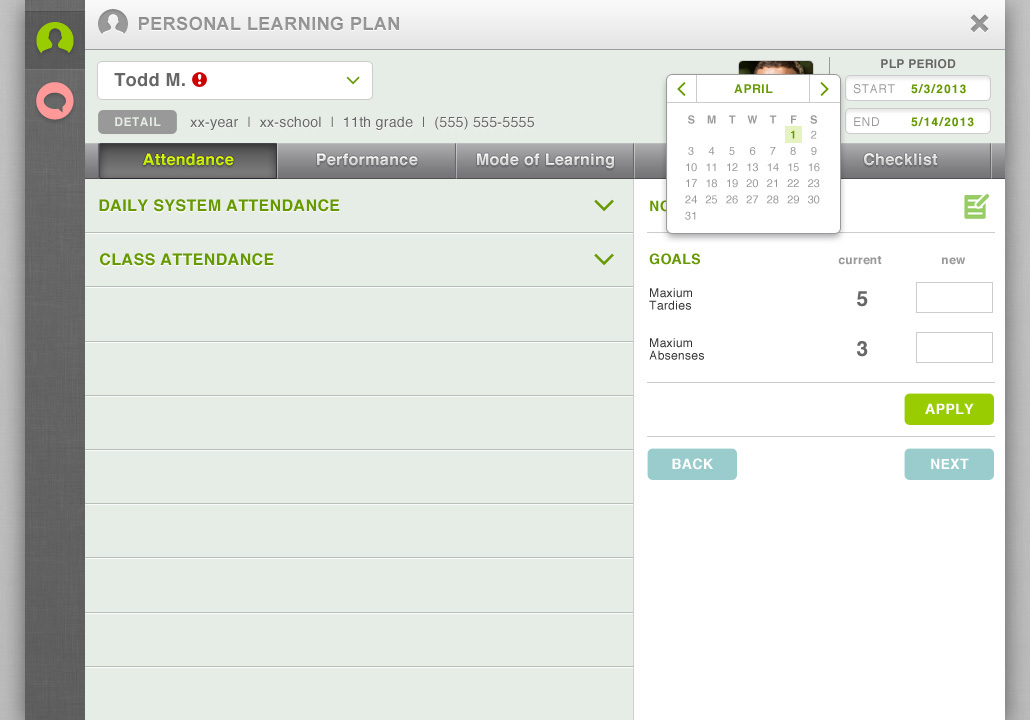 PERSONAL LEARNING PLAN
Todd M.
PLP PERIOD
START 5/3/2013
END 5/14/2013
DETAIL xx-year | xx-school | 11th grade | (555) 555-5555
APRIL
S M T W T F S
1 2
3 4 5 6 7 8 9
10 11 12 13 14 15 16
17 18 19 20 21 22 23
24 25 26 27 28 29 30
31
Attendance Performance Mode of Learning Checklist
DAILY SYSTEM ATTENDANCE
CLASS ATTENDANCE
GOALS current new
Maxium
Tardies
5
Maxium
Absenses
3
APPLY
BACK NEXT